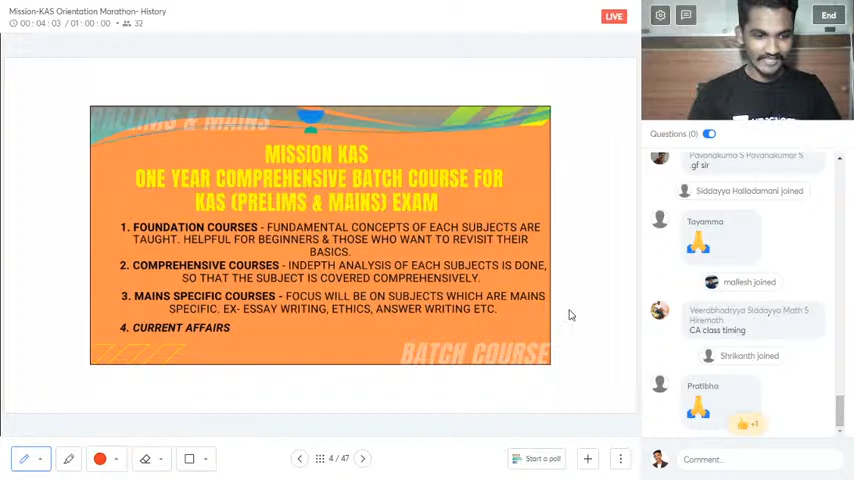 Mission-KAS Orientation Marathon- History
00 : 04 : 03 / 01 : 00 : 00 • 32
LIVE
End
PRELIMS & MAINS
MISSION KAS
ONE YEAR COMPREHENSIVE BATCH COURSE FOR
KAS (PRELIMS & MAINS) EXAM
1. FOUNDATION COURSES - FUNDAMENTAL CONCEPTS OF EACH SUBJECTS ARE
TAUGHT. HELPFUL FOR BEGINNERS & THOSE WHO WANT TO REVISIT THEIR
BASICS.
2. COMPREHENSIVE COURSES - INDEPTH ANALYSIS OF EACH SUBJECTS IS DONE,
SO THAT THE SUBJECT IS COVERED COMPREHENSIVELY.
3. MAINS SPECIFIC COURSES - FOCUS WILL BE ON SUBJECTS WHICH ARE MAINS
SPECIFIC. EX- ESSAY WRITING, ETHICS, ANSWER WRITING ETC.
4. CURRENT AFFAIRS
BATCH COURSE
Questions (0)
Pavanakuma S Pavanakumar S
.gf sir
Siddayya Halladamani joined
Tayamma
mallesh joined
Veerabhadryya Siddayya Math S
Hiremath
CA class timing
Shrikanth joined
Pratibha
+1
4 / 47
Start a poll
Comment...